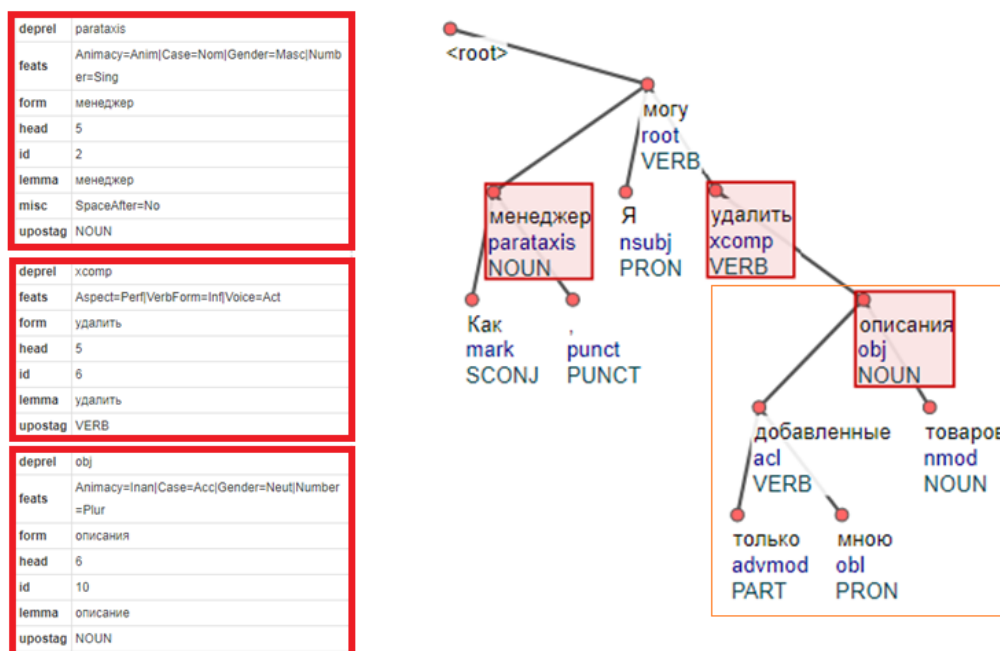 deprel parataxis
feats Animacy=Anim|Case=Nom|Gender=Masc|Numb
er=Sing
form менеджер
head 5
id 2
lemma менеджер
misc SpaceAfter=No
upostag NOUN
deprel xcomp
feats Aspect=Perf|VerbForm=Inf|Voice=Act
form удалить
head 5
id 6
lemma удалить
upostag VERB
deprel obj
feats Animacy=Inan|Case=Acc|Gender=Neut|Number
=Plur
form описания
head 6
id 10
lemma описание
upostag NOUN
<root>
могу
root
VERB
менеджер
parataxis
NOUN
Я
nsubj
PRON
удалить
xcomp
VERB
Как
mark
SCONJ
,
punct
PUNCT
описания
obj
NOUN
добавленные
acl
VERB
товаров
nmod
NOUN
только
advmod
PART
мною
obl
PRON